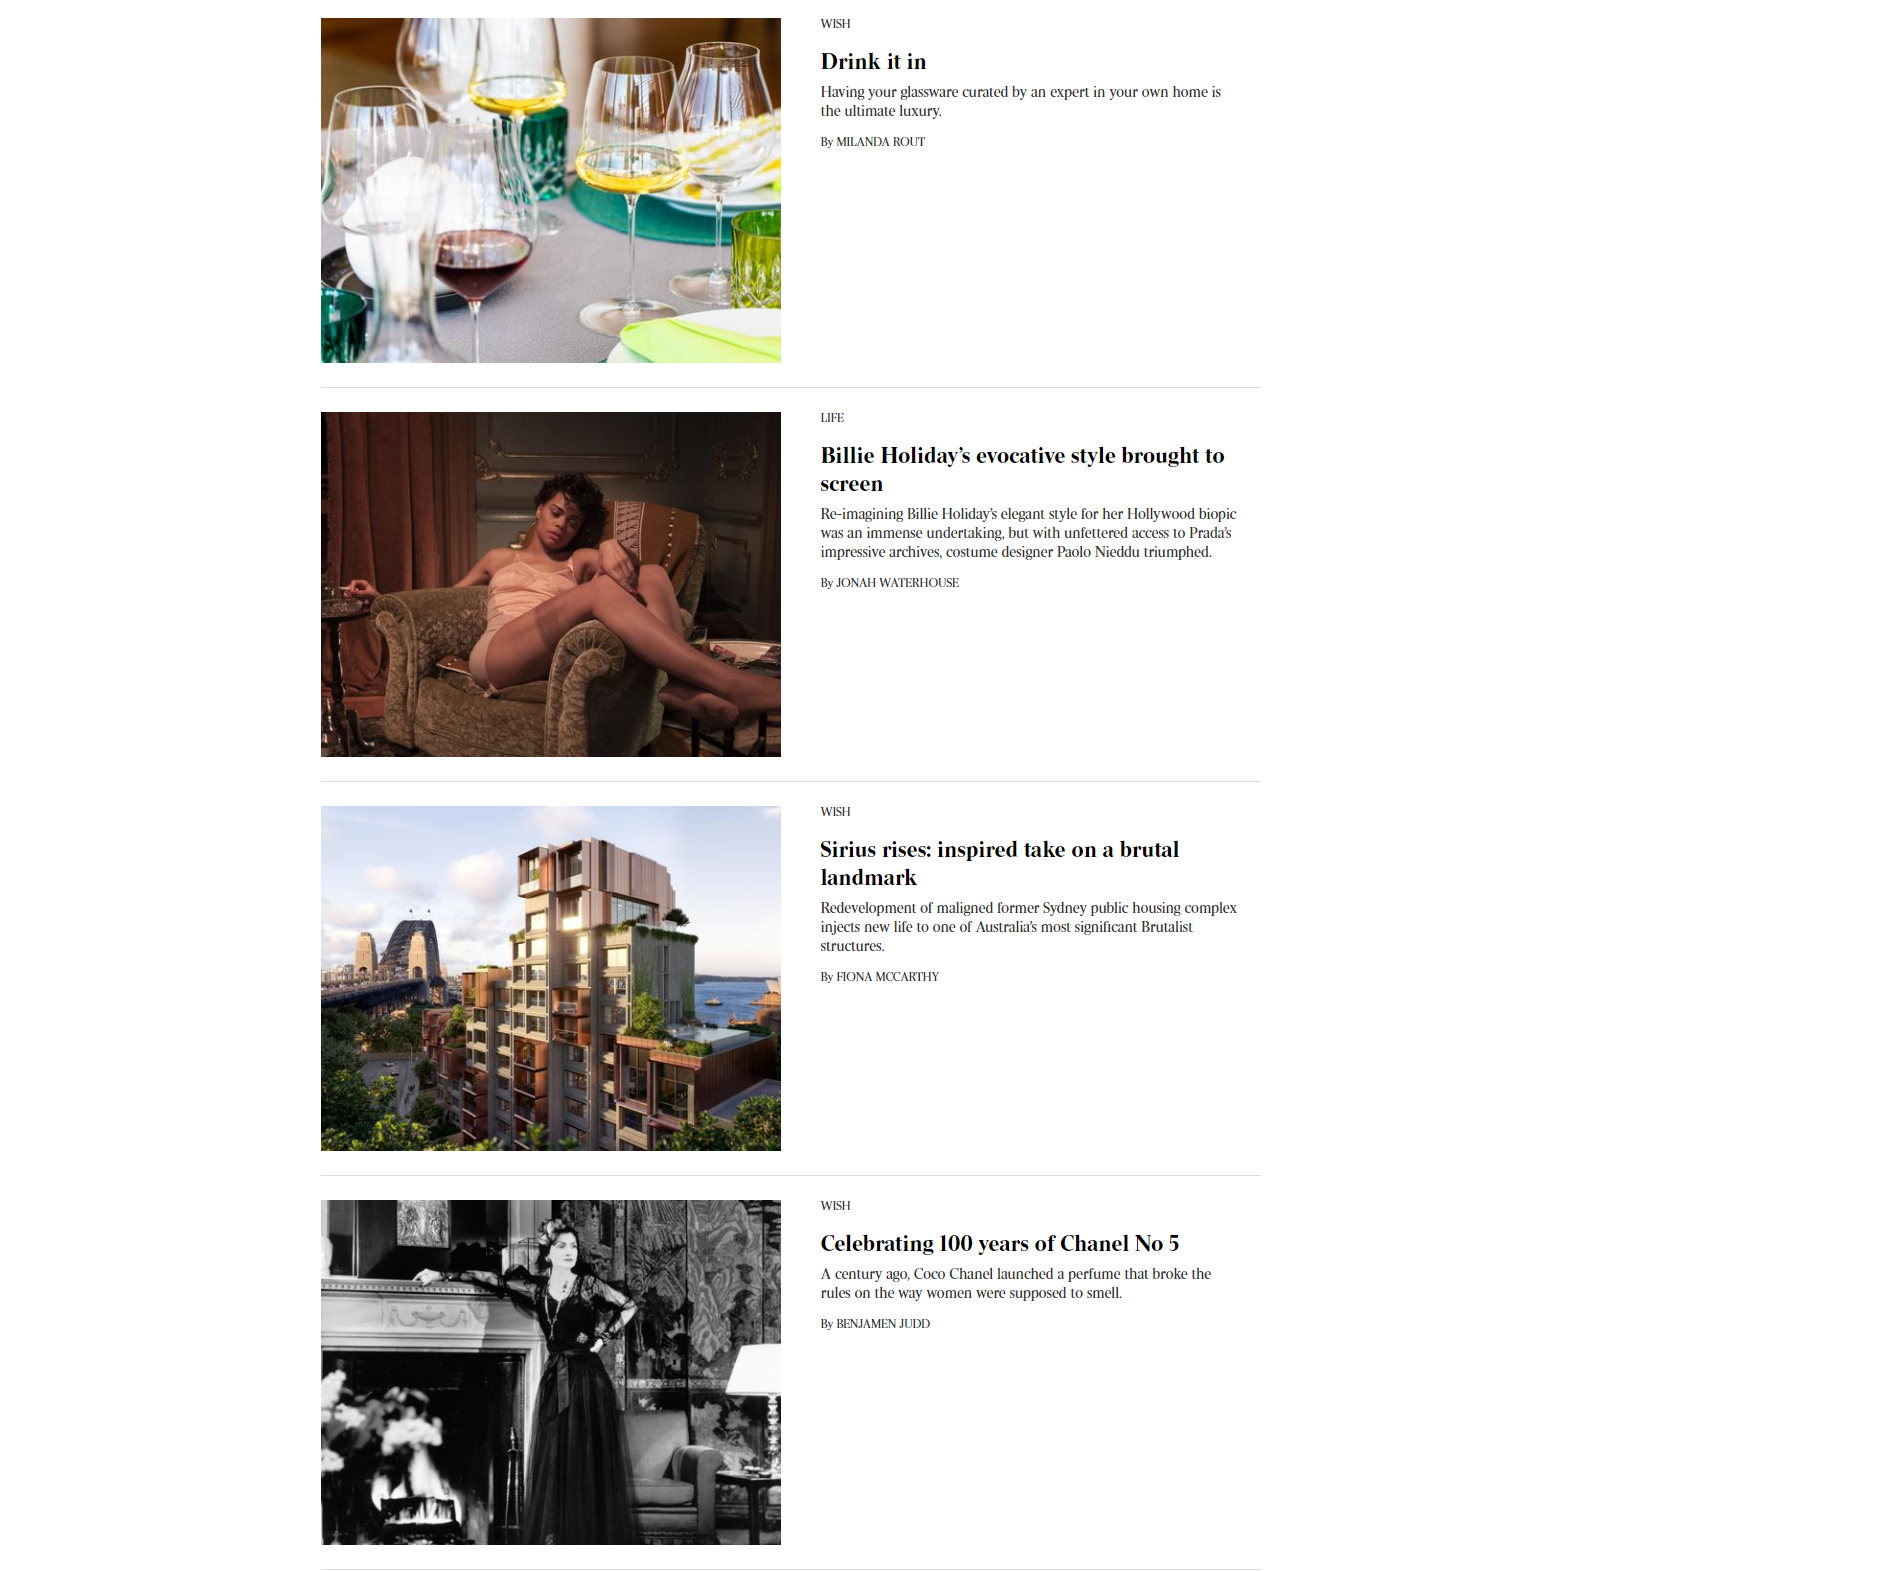 WISH
Drink it in
Having your glassware curated by an expert in your own home is
the ultimate luxury.
By MILANDA ROUT
LIFE
Billie Holiday’s evocative style brought to
screen
Re-imagining Billie Holiday’s elegant style for her Hollywood biopic
was an immense undertaking, but with unfettered access to Prada’s
impressive archives, costume designer Paolo Nieddu triumphed.
By JONAH WATERHOUSE
WISH
Sirius rises: inspired take on a brutal
landmark
Redevelopment of maligned former Sydney public housing complex
injects new life to one of Australia’s most significant Brutalist
structures.
By FIONA MCCARTHY
WISH
Celebrating 100 years of Chanel No 5
A century ago, Coco Chanel launched a perfume that broke the
rules on the way women were supposed to smell.
By BENJAMEN JUDD